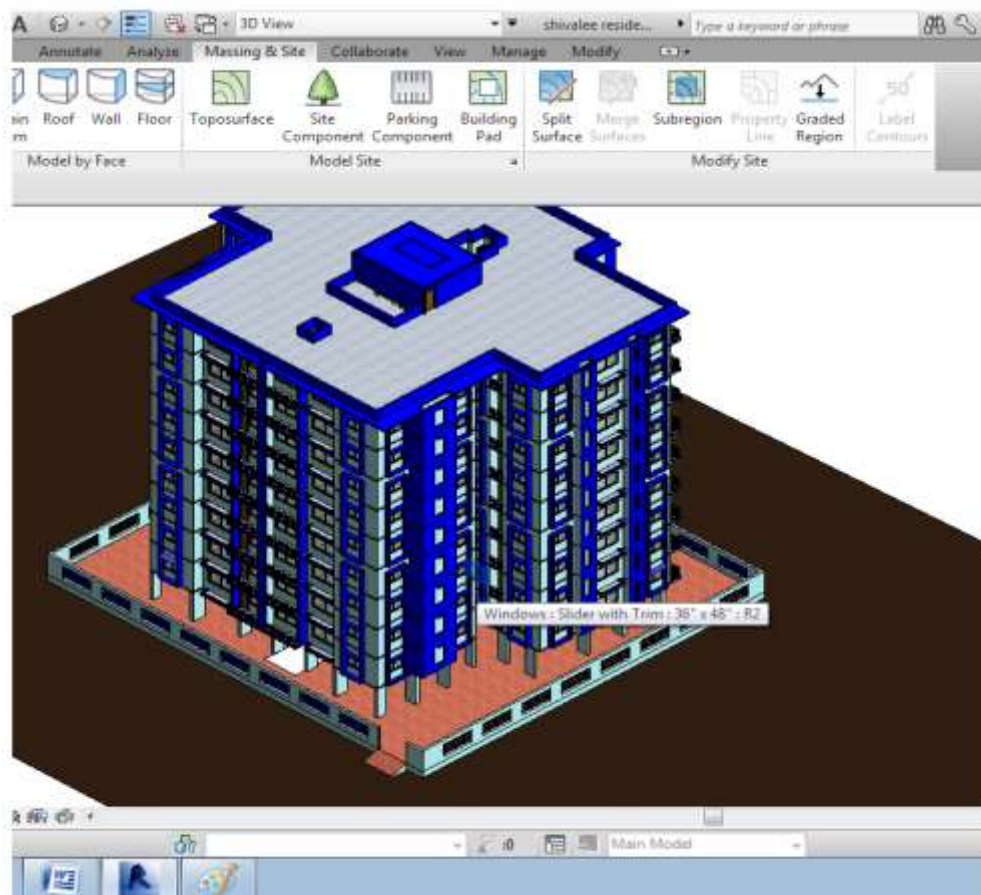 3D View shivalee reside... Type a keyword or phrase
Annotate Analyze Massing & Site Collaborate View Manage Modify
Roof Wall Floor Toposurface Site Component Parking Component Building Pad Split Surface Merge Surfaces Subregion Property Line Graded Region Label Contours
Model by Face Model Site Modify Site
Windows : Slider with Trim : 36" x 48" : R2
:0 Main Model